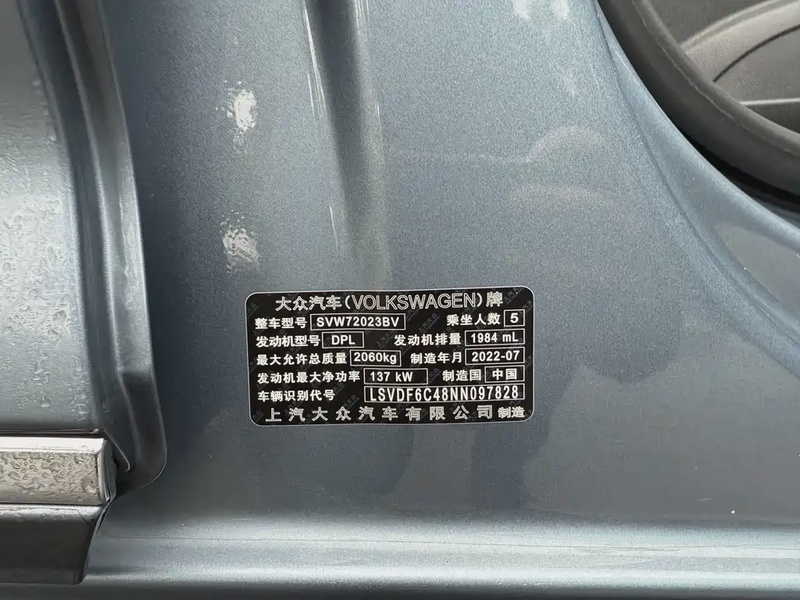 大众汽车(VOLKSWAGEN)牌
整车型号 SVW72023BV 乘坐人数 5
发动机型号 DPL 发动机排量 1984 mL
最大允许总质量 2060kg 制造年月 2022-07
发动机最大净功率 137 kW 制造国 中国
车辆识别代号 LSVDF6C48NN097828
上汽大众汽车有限公司 制造